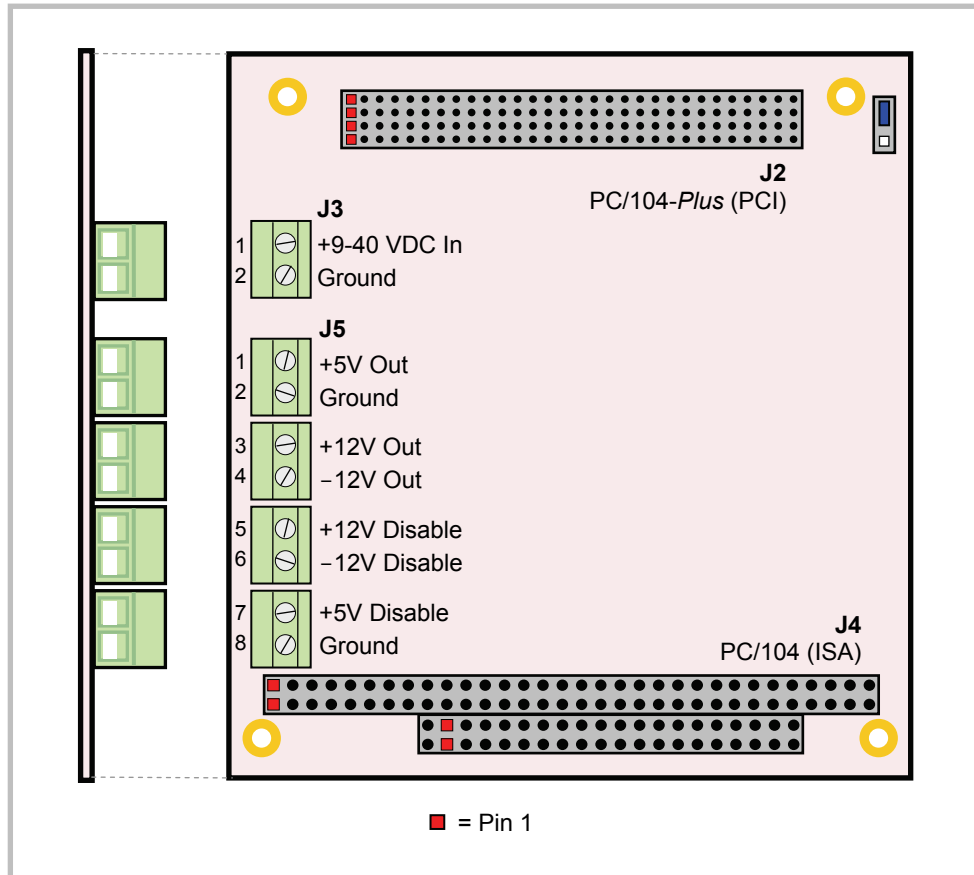 J2
PC/104-Plus (PCI)
J3
1 +9-40 VDC In
2 Ground
J5
1 +5V Out
2 Ground
3 +12V Out
4 −12V Out
5 +12V Disable
6 −12V Disable
7 +5V Disable
8 Ground
J4
PC/104 (ISA)
= Pin 1